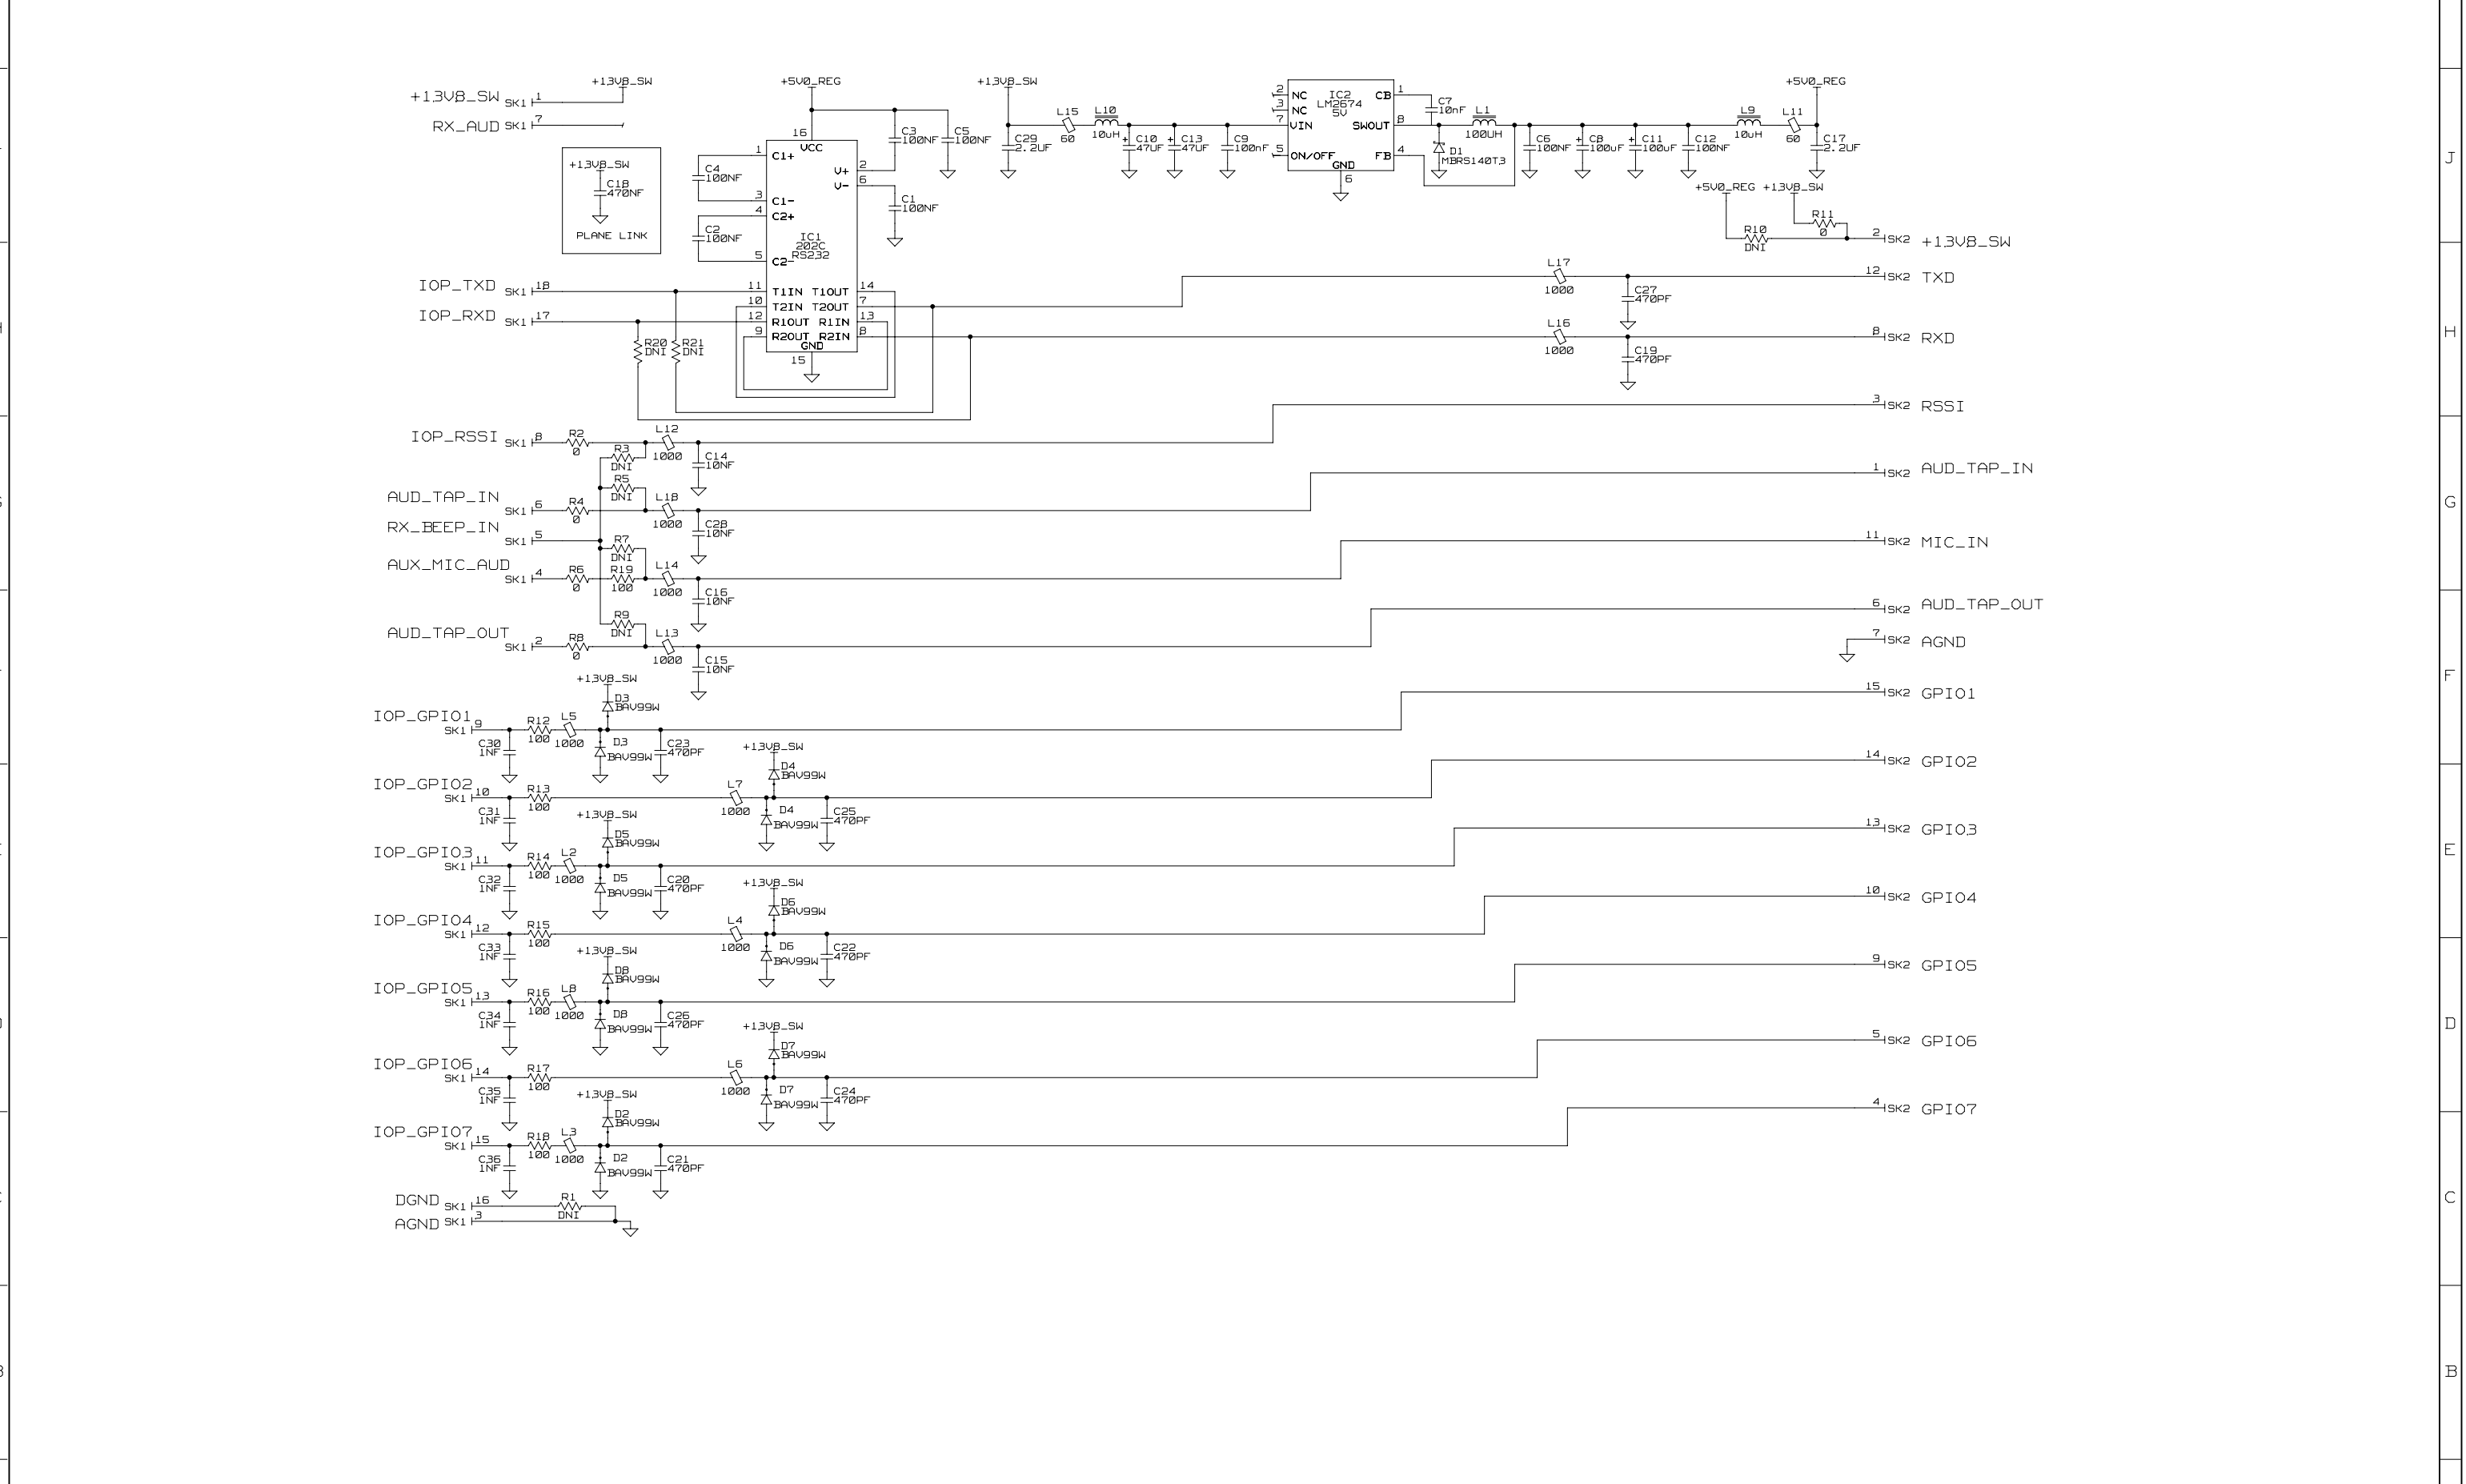 +13V8_SW SK1 1
RX_AUD SK1 7
+13V8_SW
+13V8_SW
C18
470NF
PLANE LINK
+5V0_REG
16
VCC
1 C1+
C4
100NF
3 C1-
4 C2+
C2
100NF
5 C2-
IC1
202C
RS232
V+ 2
V- 6
C3
100NF
C5
100NF
C1
100NF
11 T1IN T1OUT 14
10 T2IN T2OUT 7
12 R1OUT R1IN 13
9 R2OUT R2IN 8
GND
15
IOP_TXD SK1 18
IOP_RXD SK1 17
R20
DNI
R21
DNI
+13V8_SW
C29
2.2UF
L15
60
L10
10uH
C10
47UF
C13
47UF
C9
100nF
2 NC
3 NC
7 VIN
5 ON/OFF
IC2
LM2674
5V
CB 1
SWOUT 8
FB 4
GND
6
C7
10nF
D1
MBRS140T3
L1
100UH
C6
100NF
C8
100uF
C11
100uF
C12
100NF
L9
10uH
L11
60
+5V0_REG
C17
2.2UF
+5V0_REG +13V8_SW
R11
0
R10
DNI
2 SK2 +13V8_SW
L17
1000
C27
470PF
12 SK2 TXD
L16
1000
C19
470PF
8 SK2 RXD
3 SK2 RSSI
IOP_RSSI SK1 8
R2
0
R3
DNI
L12
1000
C14
10NF
1 SK2 AUD_TAP_IN
AUD_TAP_IN
SK1 6
R4
0
R5
DNI
L18
1000
C28
10NF
RX_BEEP_IN
SK1 5
R7
DNI
11 SK2 MIC_IN
AUX_MIC_AUD
SK1 4
R6
0
R19
100
L14
1000
C16
10NF
R9
DNI
6 SK2 AUD_TAP_OUT
AUD_TAP_OUT
SK1 2
R8
0
L13
1000
C15
10NF
7 SK2 AGND
+13V8_SW
D3
BAV99W
15 SK2 GPIO1
IOP_GPIO1
SK1 9
C30
1NF
R12
100
L5
1000
D3
BAV99W
C23
470PF
+13V8_SW
D4
BAV99W
14 SK2 GPIO2
IOP_GPIO2
SK1 10
C31
1NF
R13
100
L7
1000
D4
BAV99W
C25
470PF
+13V8_SW
D5
BAV99W
13 SK2 GPIO3
IOP_GPIO3
SK1 11
C32
1NF
R14
100
L2
1000
D5
BAV99W
C20
470PF
+13V8_SW
D6
BAV99W
10 SK2 GPIO4
IOP_GPIO4
SK1 12
C33
1NF
R15
100
L4
1000
D6
BAV99W
C22
470PF
+13V8_SW
D8
BAV99W
9 SK2 GPIO5
IOP_GPIO5
SK1 13
C34
1NF
R16
100
L8
1000
D8
BAV99W
C26
470PF
+13V8_SW
D7
BAV99W
5 SK2 GPIO6
IOP_GPIO6
SK1 14
C35
1NF
R17
100
L6
1000
D7
BAV99W
C24
470PF
+13V8_SW
D2
BAV99W
4 SK2 GPIO7
IOP_GPIO7
SK1 15
C36
1NF
R18
100
L3
1000
D2
BAV99W
C21
470PF
DGND SK1 16
R1
DNI
AGND SK1 3
J
H
G
F
E
D
C
B